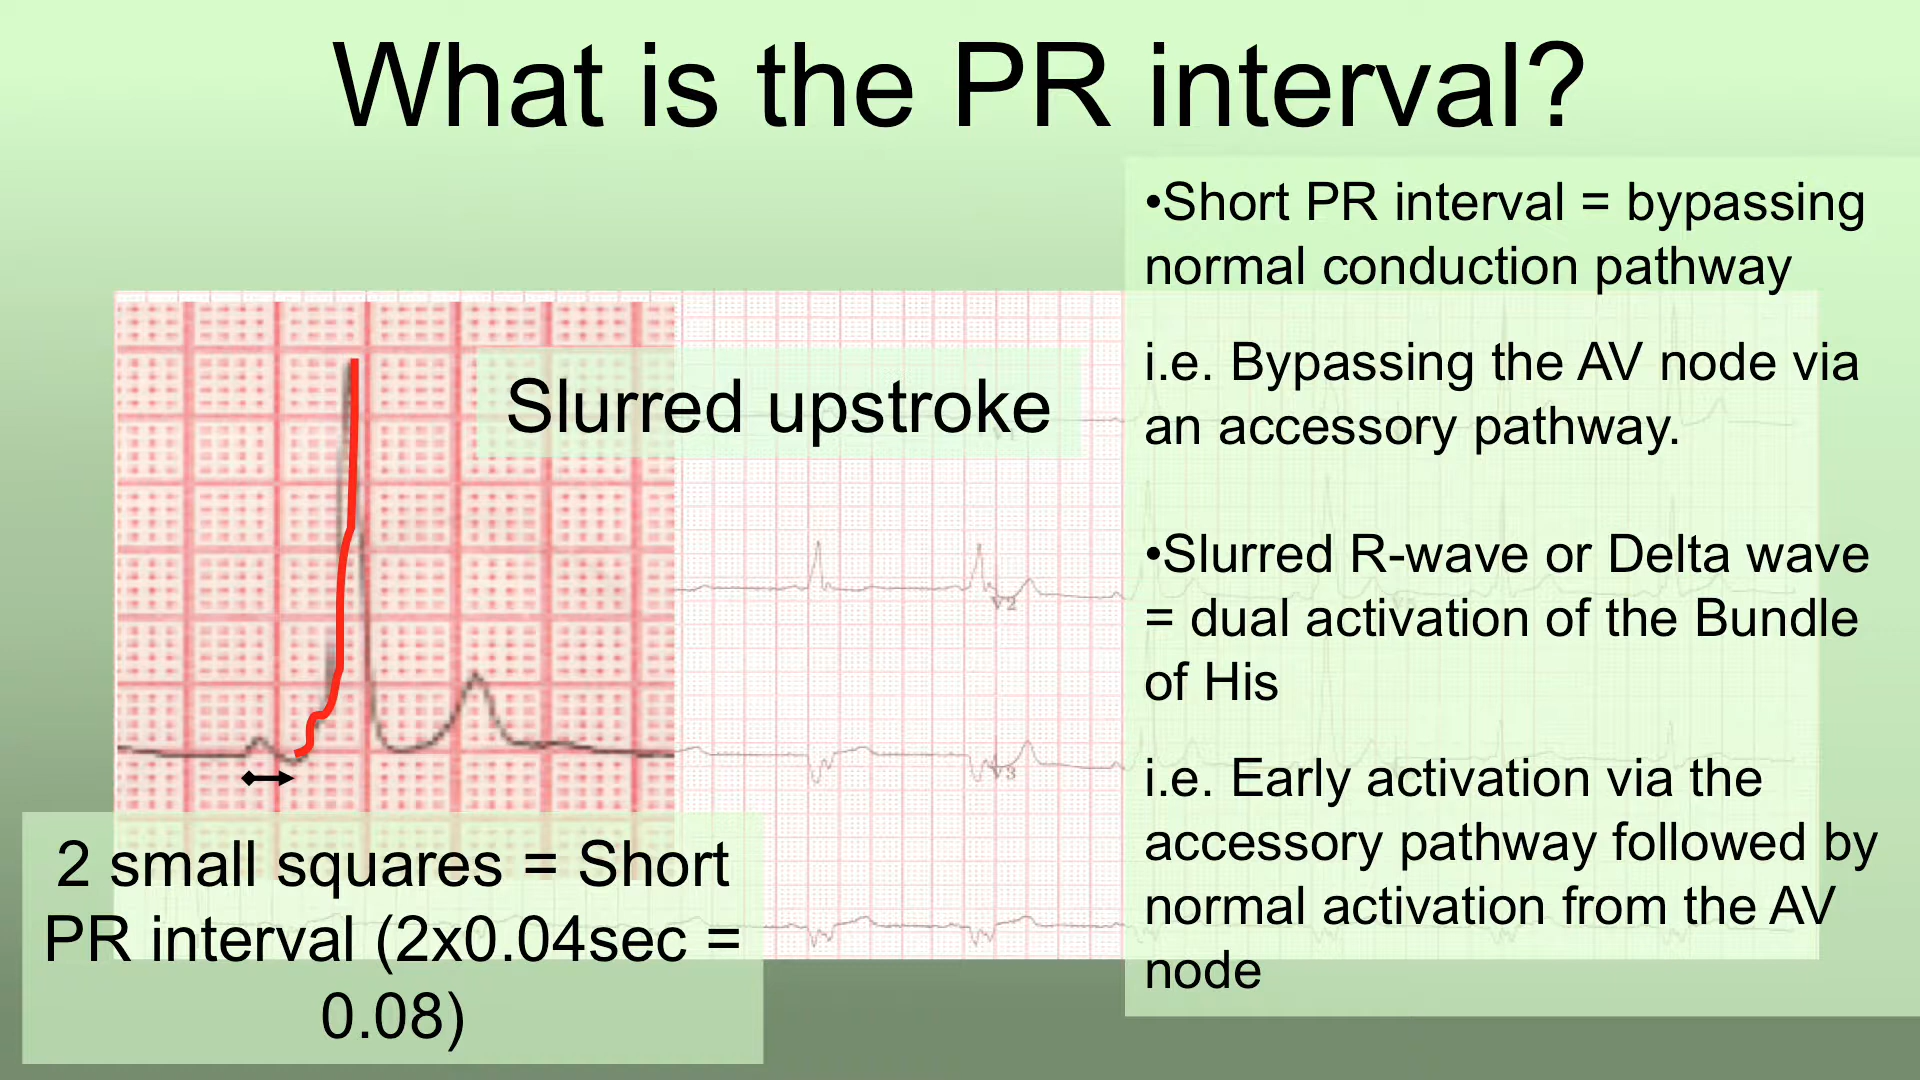 What is the PR interval?
•Short PR interval = bypassing
normal conduction pathway
i.e. Bypassing the AV node via
an accessory pathway.
•Slurred R-wave or Delta wave
= dual activation of the Bundle
of His
i.e. Early activation via the
accessory pathway followed by
normal activation from the AV
node
Slurred upstroke
V1
V2
V3
2 small squares = Short
PR interval (2x0.04sec =
0.08)